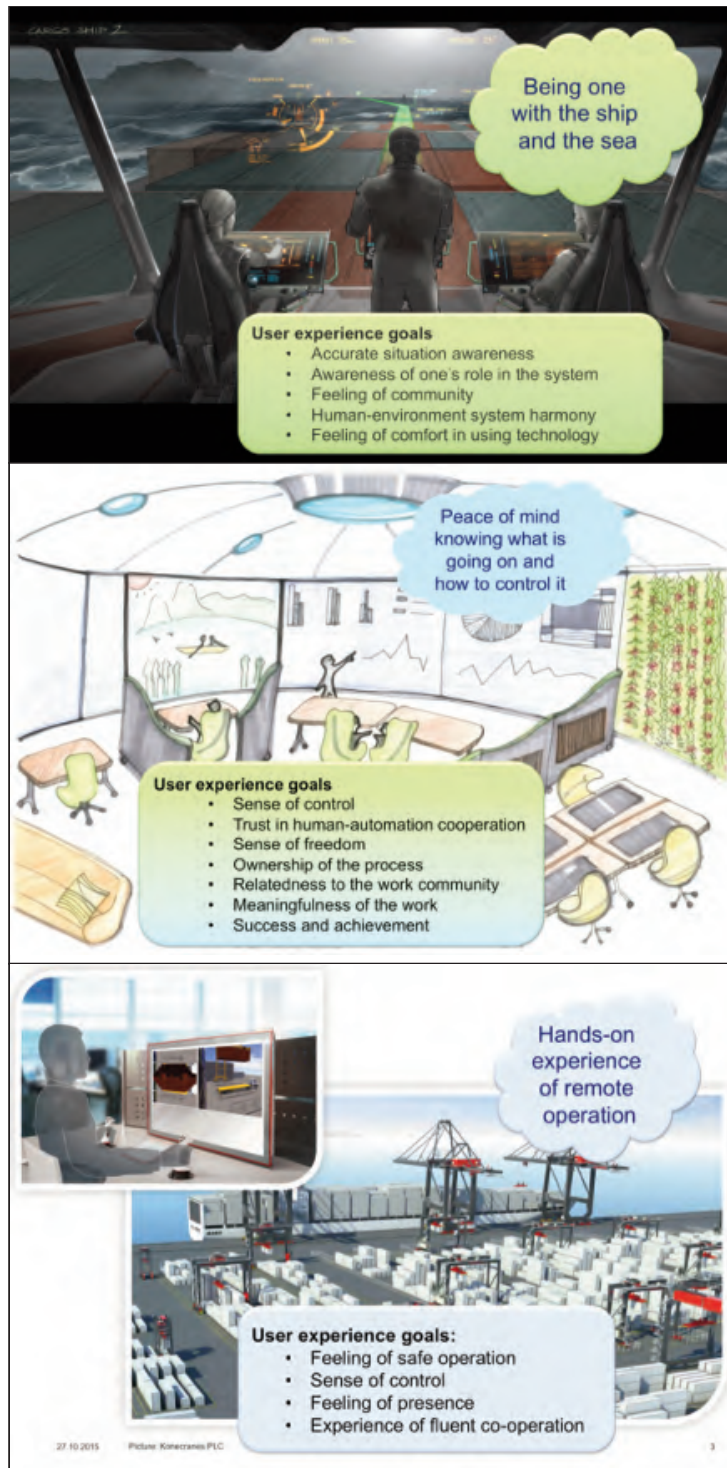 CARGO SHIP 2
Being one
with the ship
and the sea
User experience goals
• Accurate situation awareness
• Awareness of one's role in the system
• Feeling of community
• Human-environment system harmony
• Feeling of comfort in using technology
Peace of mind
knowing what is
going on and
how to control it
User experience goals
• Sense of control
• Trust in human-automation cooperation
• Sense of freedom
• Ownership of the process
• Relatedness to the work community
• Meaningfulness of the work
• Success and achievement
Hands-on
experience
of remote
operation
User experience goals:
• Feeling of safe operation
• Sense of control
• Feeling of presence
• Experience of fluent co-operation
27.10.2015 Picture: Konecranes PLC 3